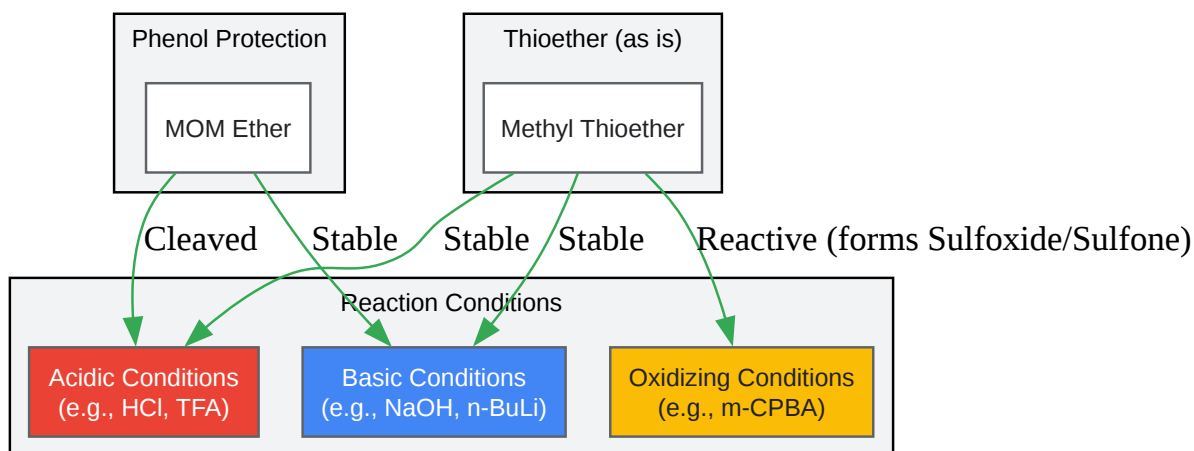 Phenol Protection
Thioether (as is)
MOM Ether
Methyl Thioether
Cleaved
Stable
Stable
Stable
Reactive (forms Sulfoxide/Sulfone)
Reaction Conditions
Acidic Conditions
(e.g., HCl, TFA)
Basic Conditions
(e.g., NaOH, n-BuLi)
Oxidizing Conditions
(e.g., m-CPBA)